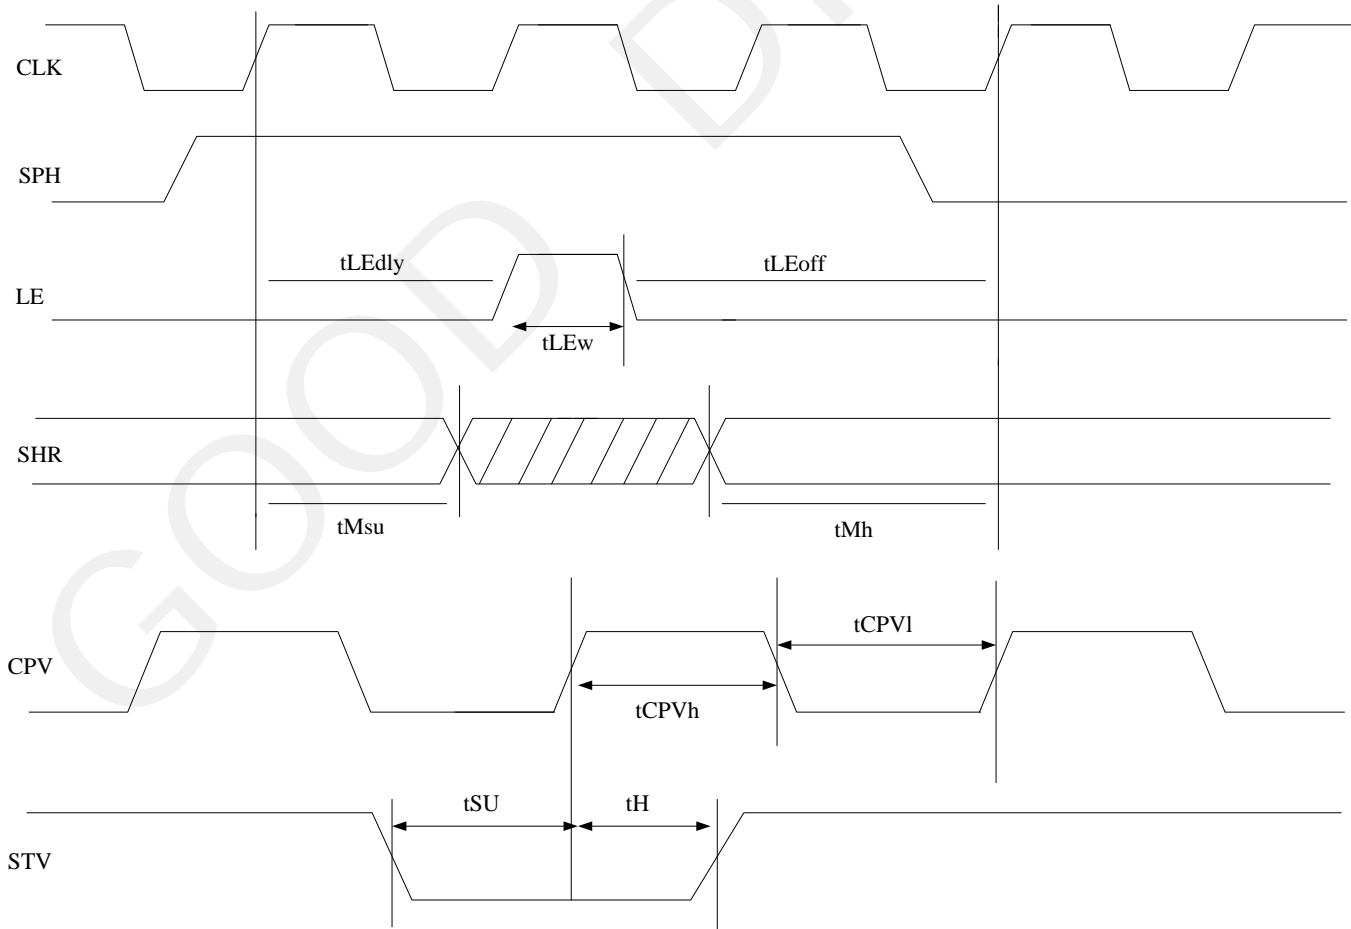 CLK
SPH
tLEdly
tLEoff
LE
tLEw
SHR
tMsu
tMh
tCPVl
CPV
tCPVh
tSU
tH
STV
GOOD